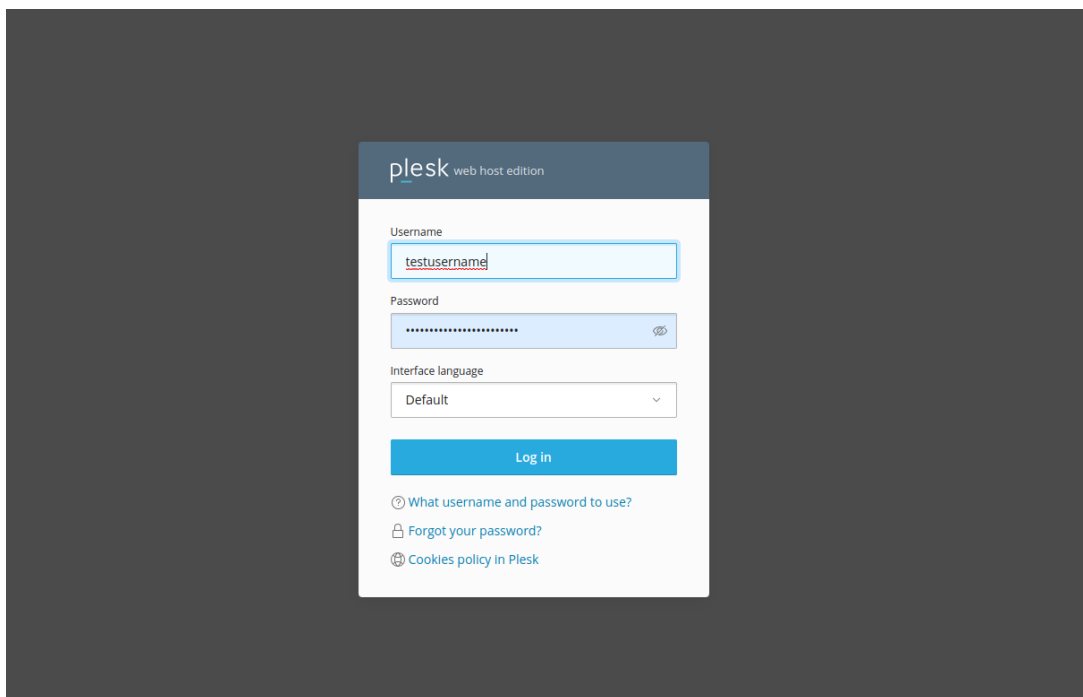 plesk web host edition
Username
testusername
Password
••••••••••••••••••••••••
Interface language
Default
Log in
What username and password to use?
Forgot your password?
Cookies policy in Plesk